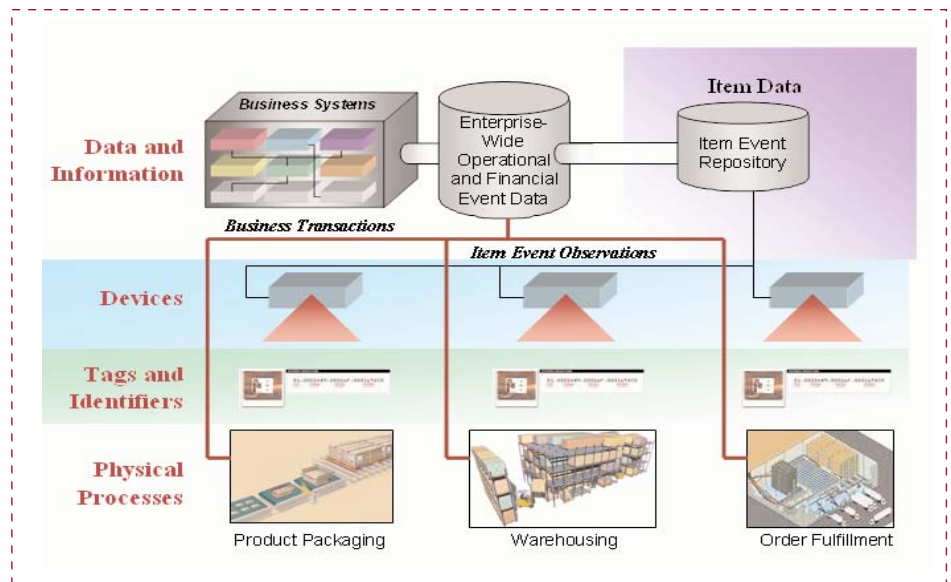 Item Data
Business Systems
Enterprise-
Wide
Operational
and Financial
Event Data
Item Event
Repository
Data and
Information
Business Transactions
Item Event Observations
Devices
Tags and
Identifiers
Physical
Processes
Product Packaging
Warehousing
Order Fulfillment